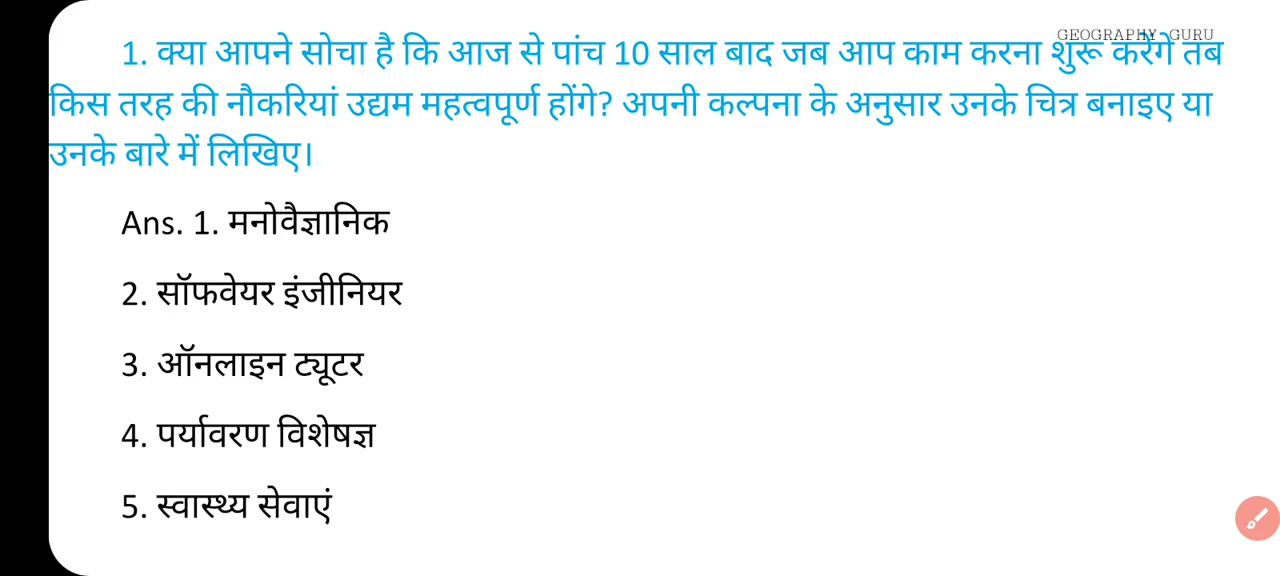 GEOGRAPHY GURU
1. क्या आपने सोचा है कि आज से पांच 10 साल बाद जब आप काम करना शुरू करेंगे तब
किस तरह की नौकरियां उद्यम महत्वपूर्ण होंगे? अपनी कल्पना के अनुसार उनके चित्र बनाइए या
उनके बारे में लिखिए।
Ans. 1. मनोवैज्ञानिक
2. सॉफवेयर इंजीनियर
3. ऑनलाइन ट्यूटर
4. पर्यावरण विशेषज्ञ
5. स्वास्थ्य सेवाएं